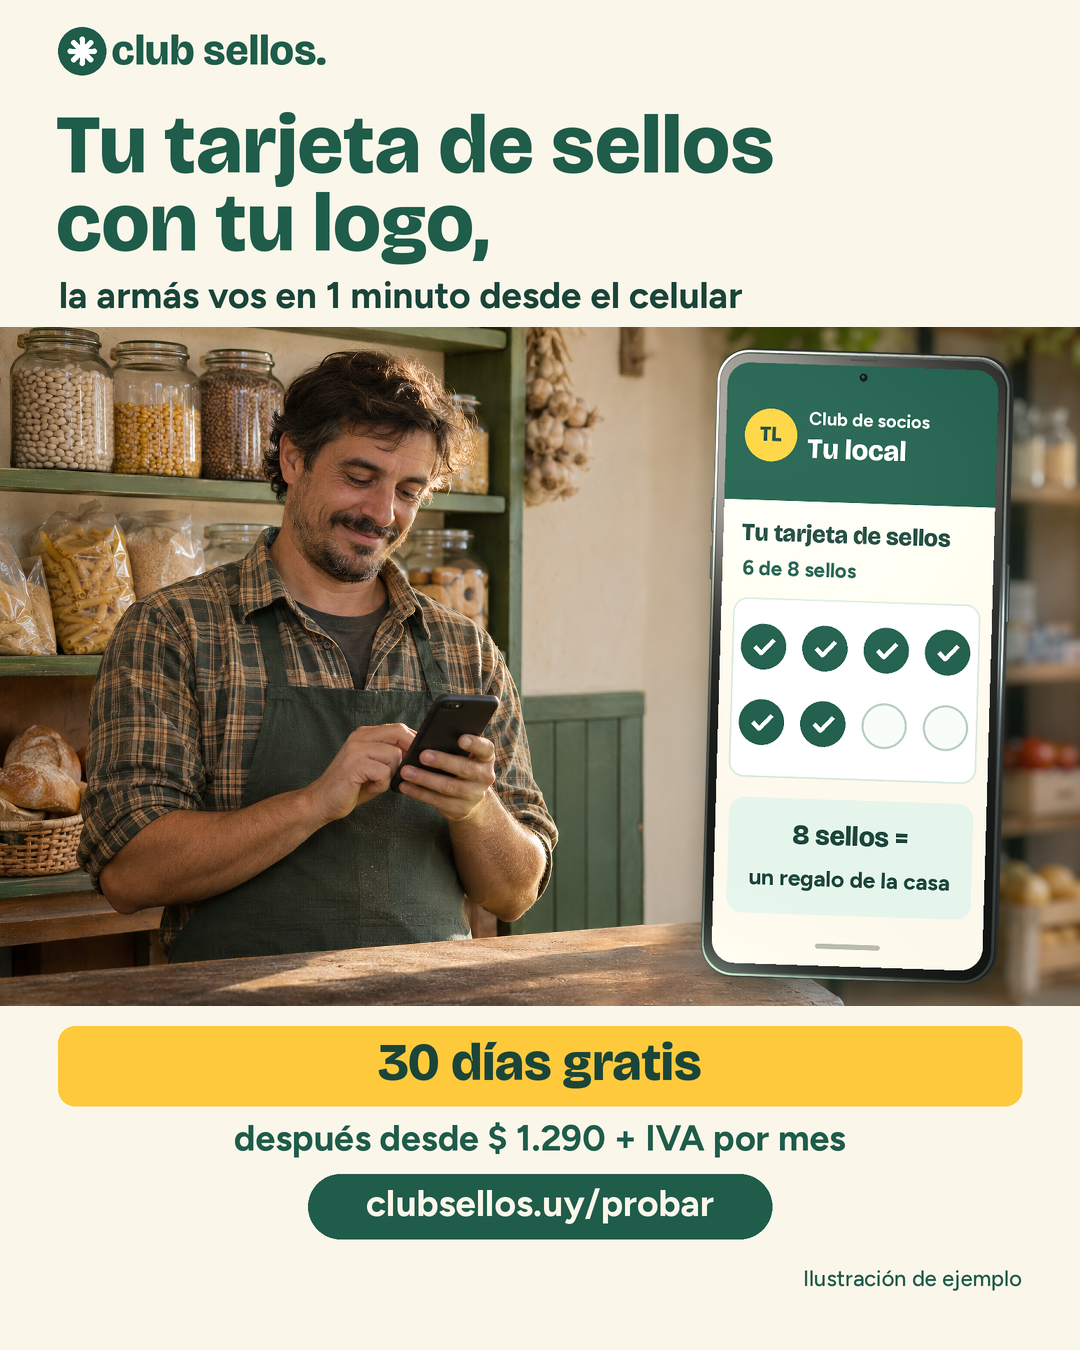 club sellos.
Tu tarjeta de sellos
con tu logo,
la armás vos en 1 minuto desde el celular
TL
Club de socios
Tu local
Tu tarjeta de sellos
6 de 8 sellos
8 sellos =
un regalo de la casa
30 días gratis
después desde $ 1.290 + IVA por mes
clubsellos.uy/probar
Ilustración de ejemplo